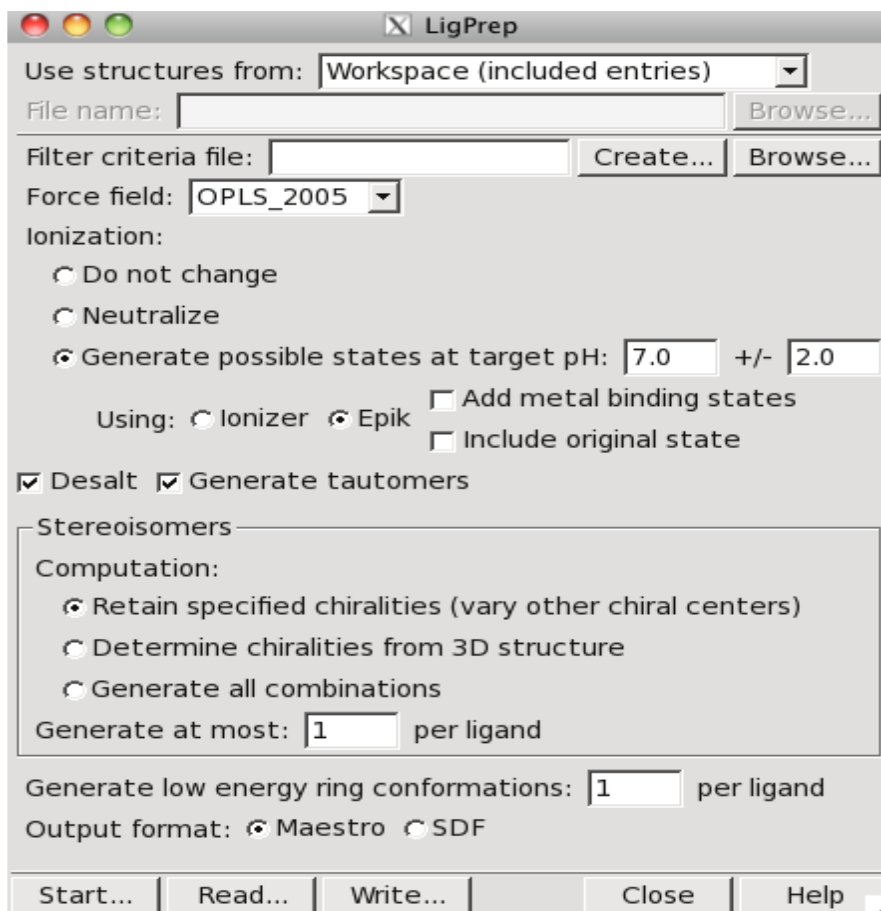 LigPrep
Use structures from: Workspace (included entries)
File name: Browse...
Filter criteria file: Create... Browse...
Force field: OPLS_2005
Ionization:
Do not change
Neutralize
Generate possible states at target pH: 7.0 +/- 2.0
Add metal binding states
Using: Ionizer Epik
Include original state
Desalt Generate tautomers
Stereoisomers
Computation:
Retain specified chiralities (vary other chiral centers)
Determine chiralities from 3D structure
Generate all combinations
Generate at most: 1 per ligand
Generate low energy ring conformations: 1 per ligand
Output format: Maestro SDF
Start... Read... Write... Close Help